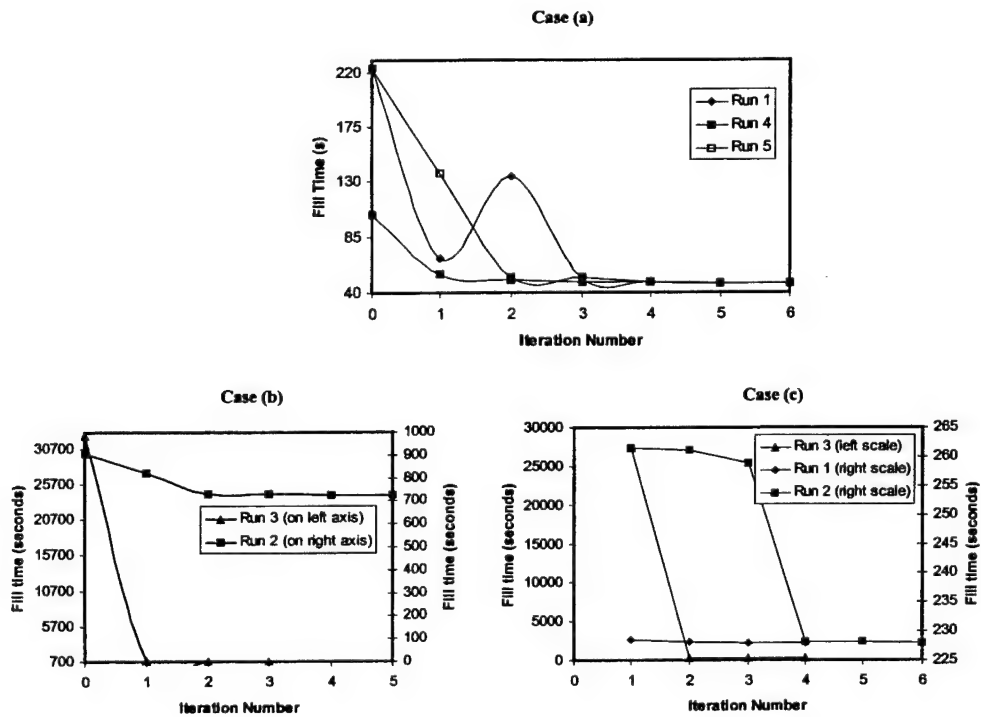 Case (a)
220
175
130
85
40
Fill Time (s)
Run 1
Run 4
Run 5
0 1 2 3 4 5 6
Iteration Number
Case (b)
30700
25700
20700
15700
10700
5700
700
Fill time (seconds)
1000
900
800
700
600
500
400
300
200
100
0
Fill time (seconds)
Run 3 (on left axis)
Run 2 (on right axis)
0 1 2 3 4 5
Iteration Number
Case (c)
30000
25000
20000
15000
10000
5000
0
Fill time (seconds)
265
260
255
250
245
240
235
230
225
Fill time (seconds)
Run 3 (left scale)
Run 1 (right scale)
Run 2 (right scale)
0 1 2 3 4 5 6
Iteration Number